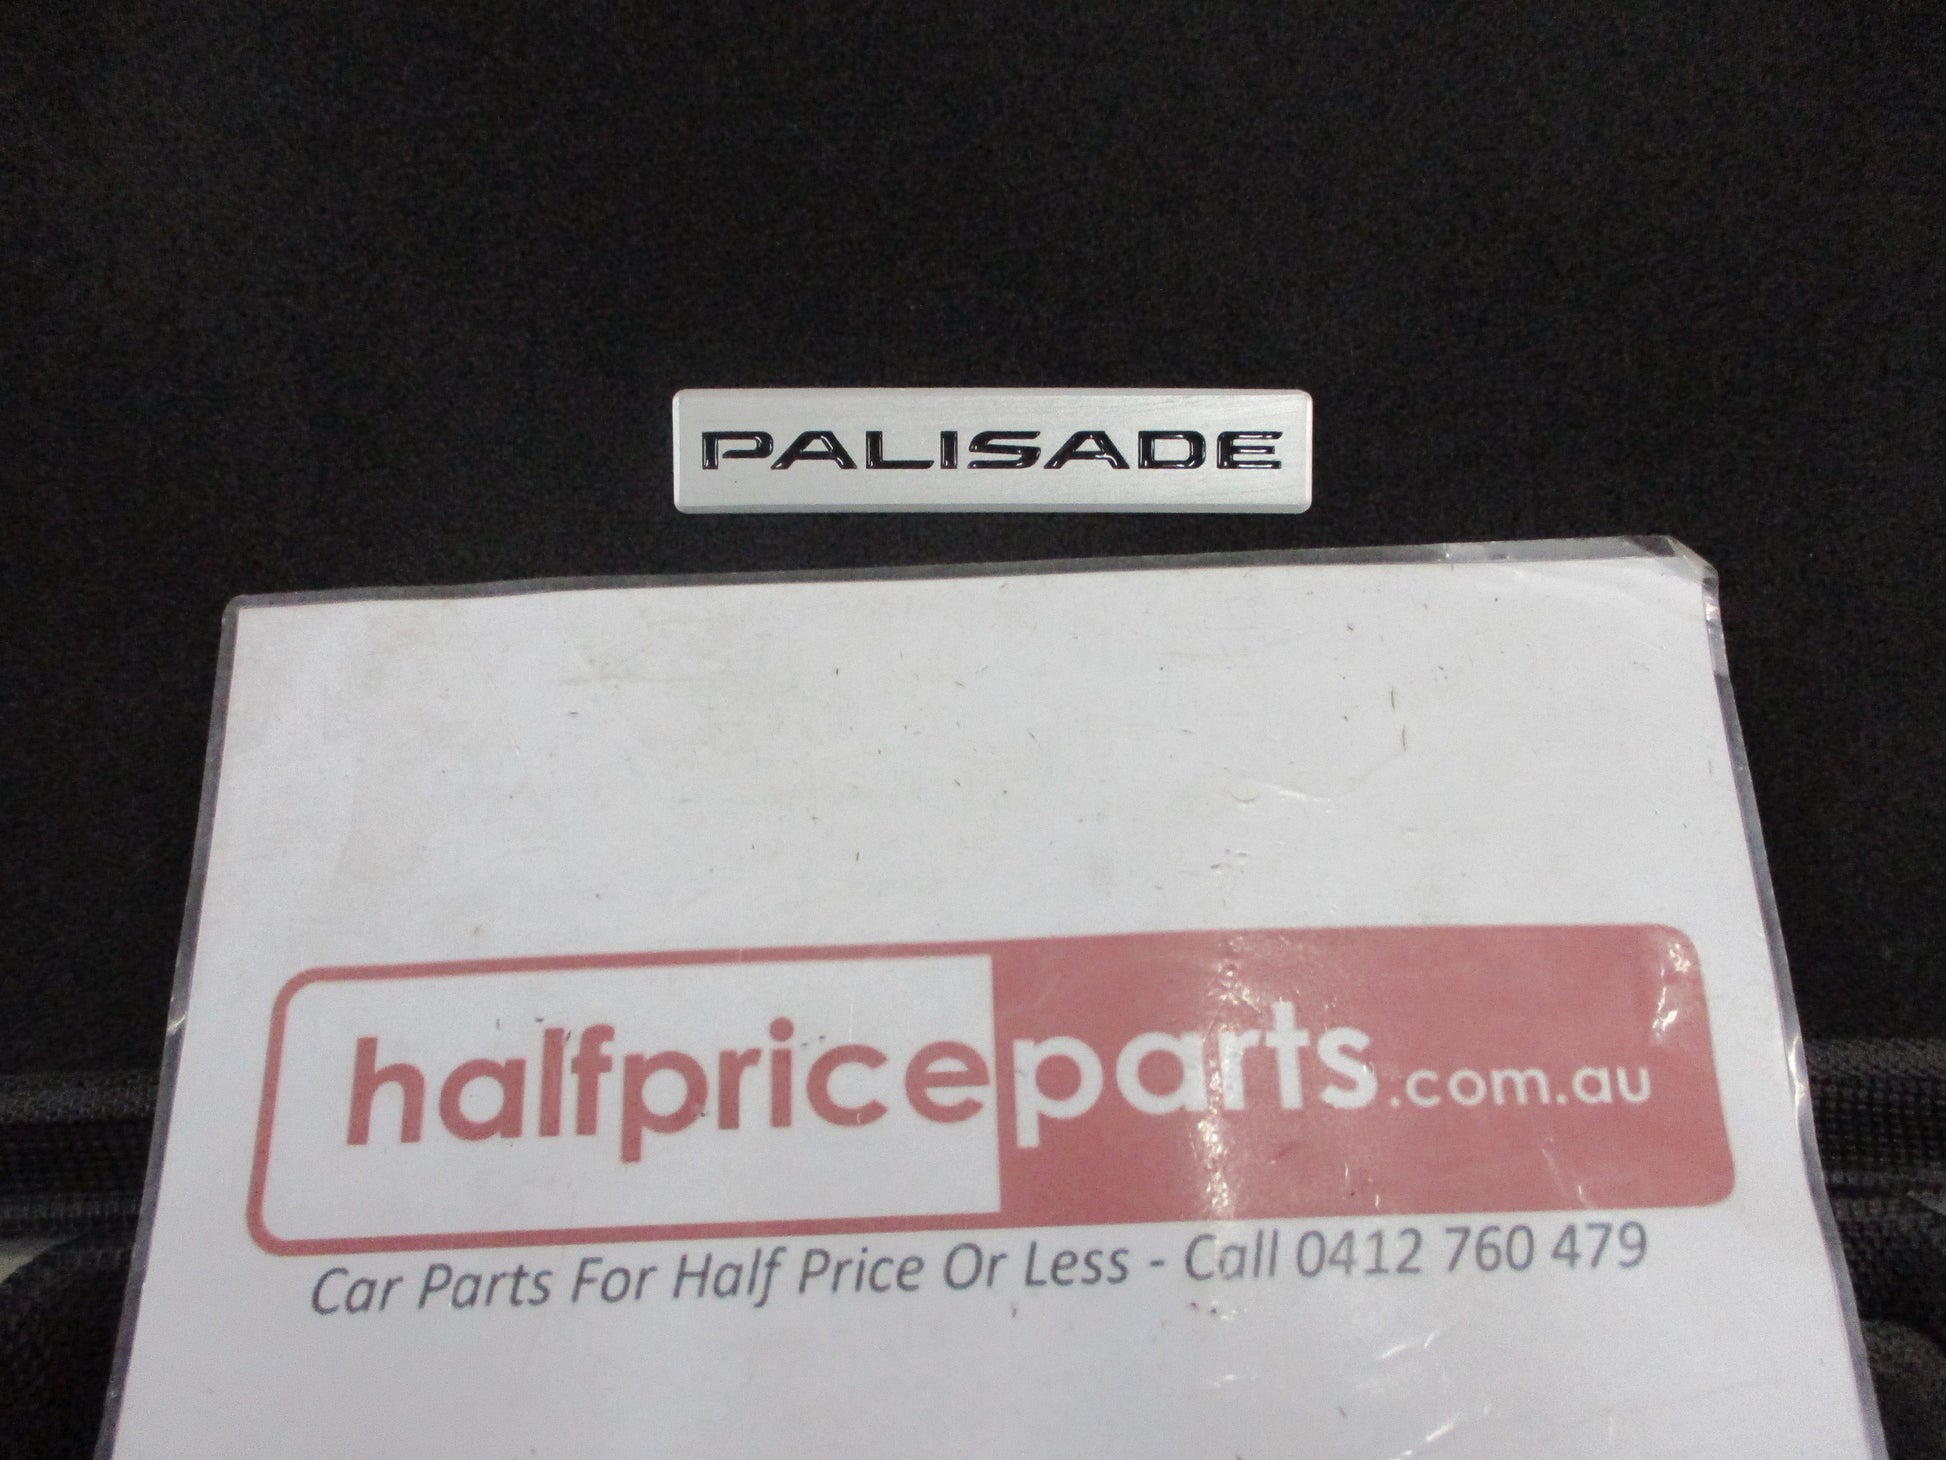 PALISADE
halfpriceparts.com.au
Car Parts For Half Price Or Less - Call 0412 760 479